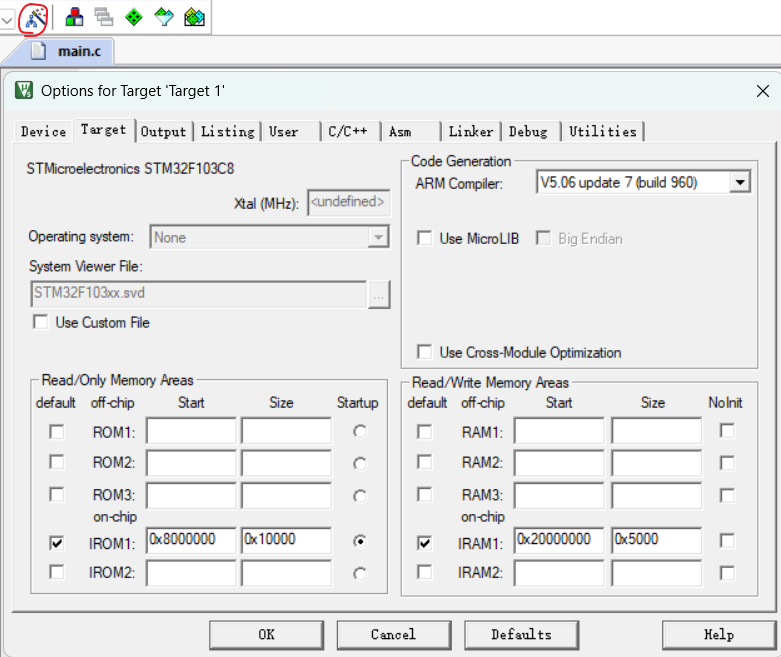 main.c
Options for Target 'Target 1'
Device Target Output Listing User C/C++ Asm Linker Debug Utilities
STMicroelectronics STM32F103C8
Xtal (MHz): <undefined>
Operating system: None
System Viewer File:
STM32F103xx.svd ...
Use Custom File
Code Generation
ARM Compiler: V5.06 update 7 (build 960)
Use MicroLIB Big Endian
Use Cross-Module Optimization
Read/Only Memory Areas
default off-chip Start Size Startup
ROM1:
ROM2:
ROM3:
on-chip
IROM1: 0x8000000 0x10000
IROM2:
Read/Write Memory Areas
default off-chip Start Size NoInit
RAM1:
RAM2:
RAM3:
on-chip
IRAM1: 0x20000000 0x5000
IRAM2:
OK Cancel Defaults Help